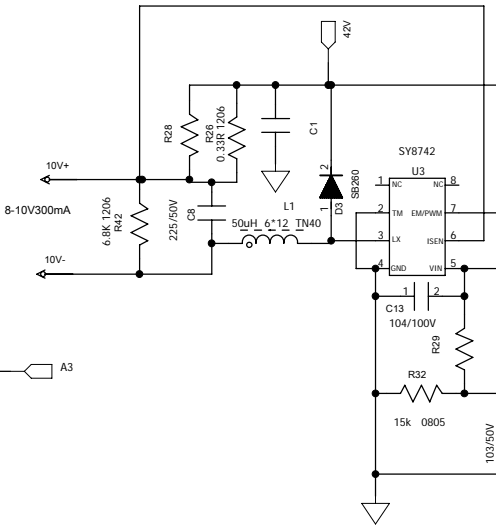 42V
R28
R26
0.33R 1206
C1
SY8742
U3
10V+
1
NC
NC
8
2
SB260
D3
1
8-10V300mA
6.8K 1206
R42
C8
225/50V
L1
50uH 6*12 TN40
2
TM
EM/PWM
7
3
LX
ISEN
6
10V-
4
GND
VIN
5
C13
1
2
104/100V
R29
A3
R32
15k 0805
103/50V